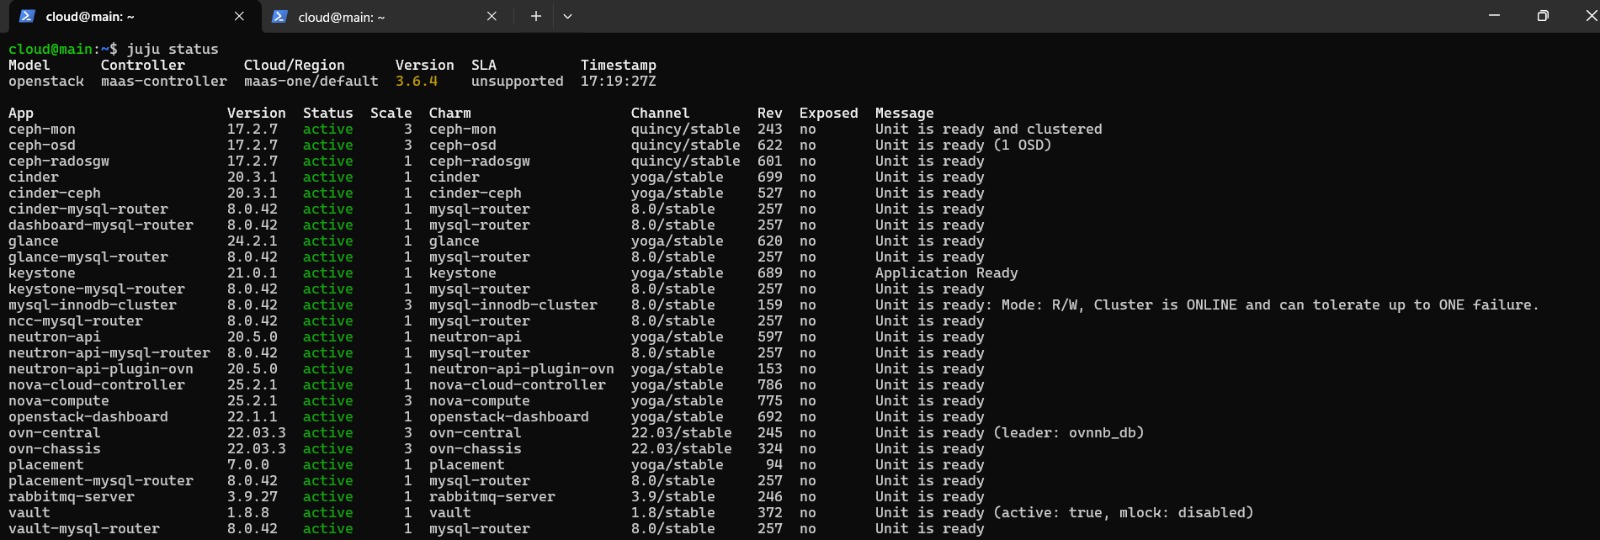 cloud@main: ~
cloud@main: ~
cloud@main:~$ juju status
Model      Controller       Cloud/Region      Version  SLA          Timestamp
openstack  maas-controller  maas-one/default  3.6.4    unsupported  17:19:27Z
App                       Version  Status  Scale  Charm                   Channel        Rev  Exposed  Message
ceph-mon                  17.2.7   active      3  ceph-mon                quincy/stable  243  no       Unit is ready and clustered
ceph-osd                  17.2.7   active      3  ceph-osd                quincy/stable  622  no       Unit is ready (1 OSD)
ceph-radosgw              17.2.7   active      1  ceph-radosgw            quincy/stable  601  no       Unit is ready
cinder                    20.3.1   active      1  cinder                  yoga/stable    699  no       Unit is ready
cinder-ceph               20.3.1   active      1  cinder-ceph             yoga/stable    527  no       Unit is ready
cinder-mysql-router       8.0.42   active      1  mysql-router            8.0/stable     257  no       Unit is ready
dashboard-mysql-router    8.0.42   active      1  mysql-router            8.0/stable     257  no       Unit is ready
glance                    24.2.1   active      1  glance                  yoga/stable    620  no       Unit is ready
glance-mysql-router       8.0.42   active      1  mysql-router            8.0/stable     257  no       Unit is ready
keystone                  21.0.1   active      1  keystone                yoga/stable    689  no       Application Ready
keystone-mysql-router     8.0.42   active      1  mysql-router            8.0/stable     257  no       Unit is ready
mysql-innodb-cluster      8.0.42   active      3  mysql-innodb-cluster    8.0/stable     159  no       Unit is ready: Mode: R/W, Cluster is ONLINE and can tolerate up to ONE failure.
ncc-mysql-router          8.0.42   active      1  mysql-router            8.0/stable     257  no       Unit is ready
neutron-api               20.5.0   active      1  neutron-api             yoga/stable    597  no       Unit is ready
neutron-api-mysql-router  8.0.42   active      1  mysql-router            8.0/stable     257  no       Unit is ready
neutron-api-plugin-ovn    20.5.0   active      1  neutron-api-plugin-ovn  yoga/stable    153  no       Unit is ready
nova-cloud-controller     25.2.1   active      1  nova-cloud-controller   yoga/stable    786  no       Unit is ready
nova-compute              25.2.1   active      3  nova-compute            yoga/stable    775  no       Unit is ready
openstack-dashboard       22.1.1   active      1  openstack-dashboard     yoga/stable    692  no       Unit is ready
ovn-central               22.03.3  active      3  ovn-central             22.03/stable   245  no       Unit is ready (leader: ovnnb_db)
ovn-chassis               22.03.3  active      3  ovn-chassis             22.03/stable   324  no       Unit is ready
placement                 7.0.0    active      1  placement               yoga/stable     94  no       Unit is ready
placement-mysql-router    8.0.42   active      1  mysql-router            8.0/stable     257  no       Unit is ready
rabbitmq-server           3.9.27   active      1  rabbitmq-server         3.9/stable     246  no       Unit is ready
vault                     1.8.8    active      1  vault                   1.8/stable     372  no       Unit is ready (active: true, mlock: disabled)
vault-mysql-router        8.0.42   active      1  mysql-router            8.0/stable     257  no       Unit is ready